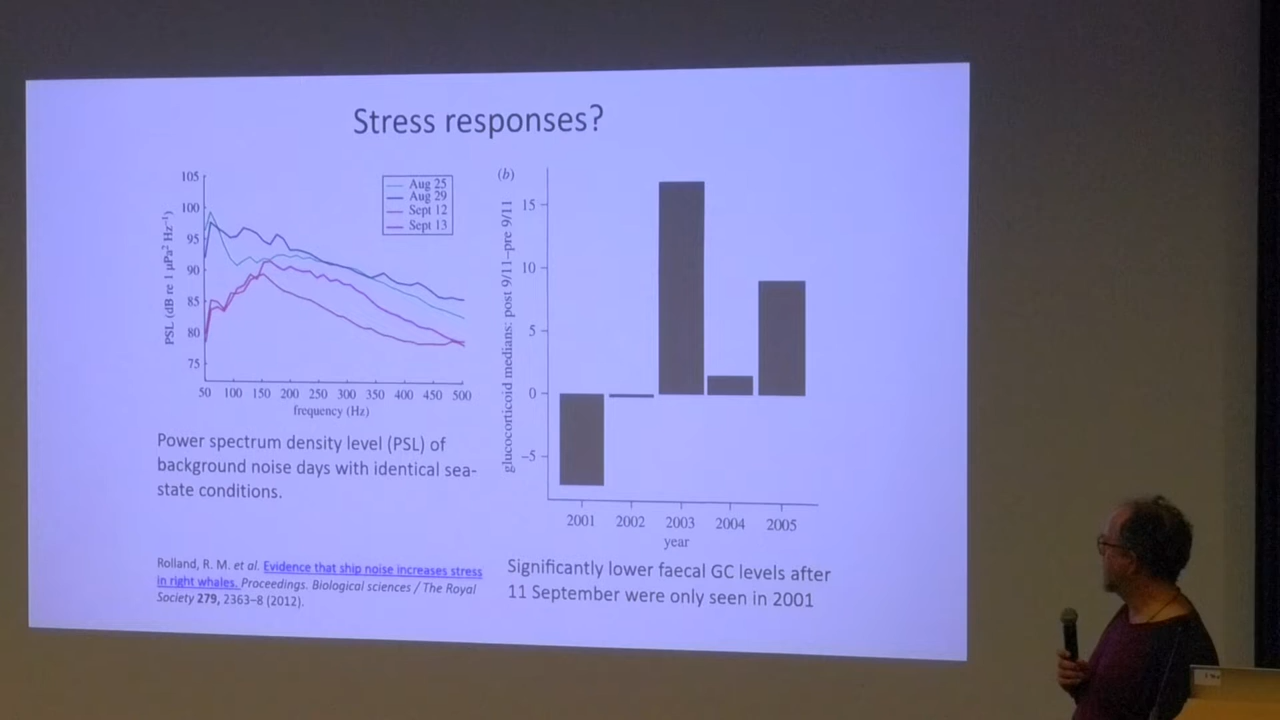 Stress responses?
105
100
95
90
85
80
75
PSL (dB re 1 µPa² Hz⁻¹)
Aug 25
Aug 29
Sept 12
Sept 13
50 100 150 200 250 300 350 400 450 500
frequency (Hz)
Power spectrum density level (PSL) of
background noise days with identical sea-
state conditions.
Rolland, R. M. et al. Evidence that ship noise increases stress
in right whales. Proceedings. Biological sciences / The Royal
Society 279, 2363–8 (2012).
(b)
glucocorticoid medians: post 9/11–pre 9/11
15
10
5
0
–5
2001 2002 2003 2004 2005
year
Significantly lower faecal GC levels after
11 September were only seen in 2001